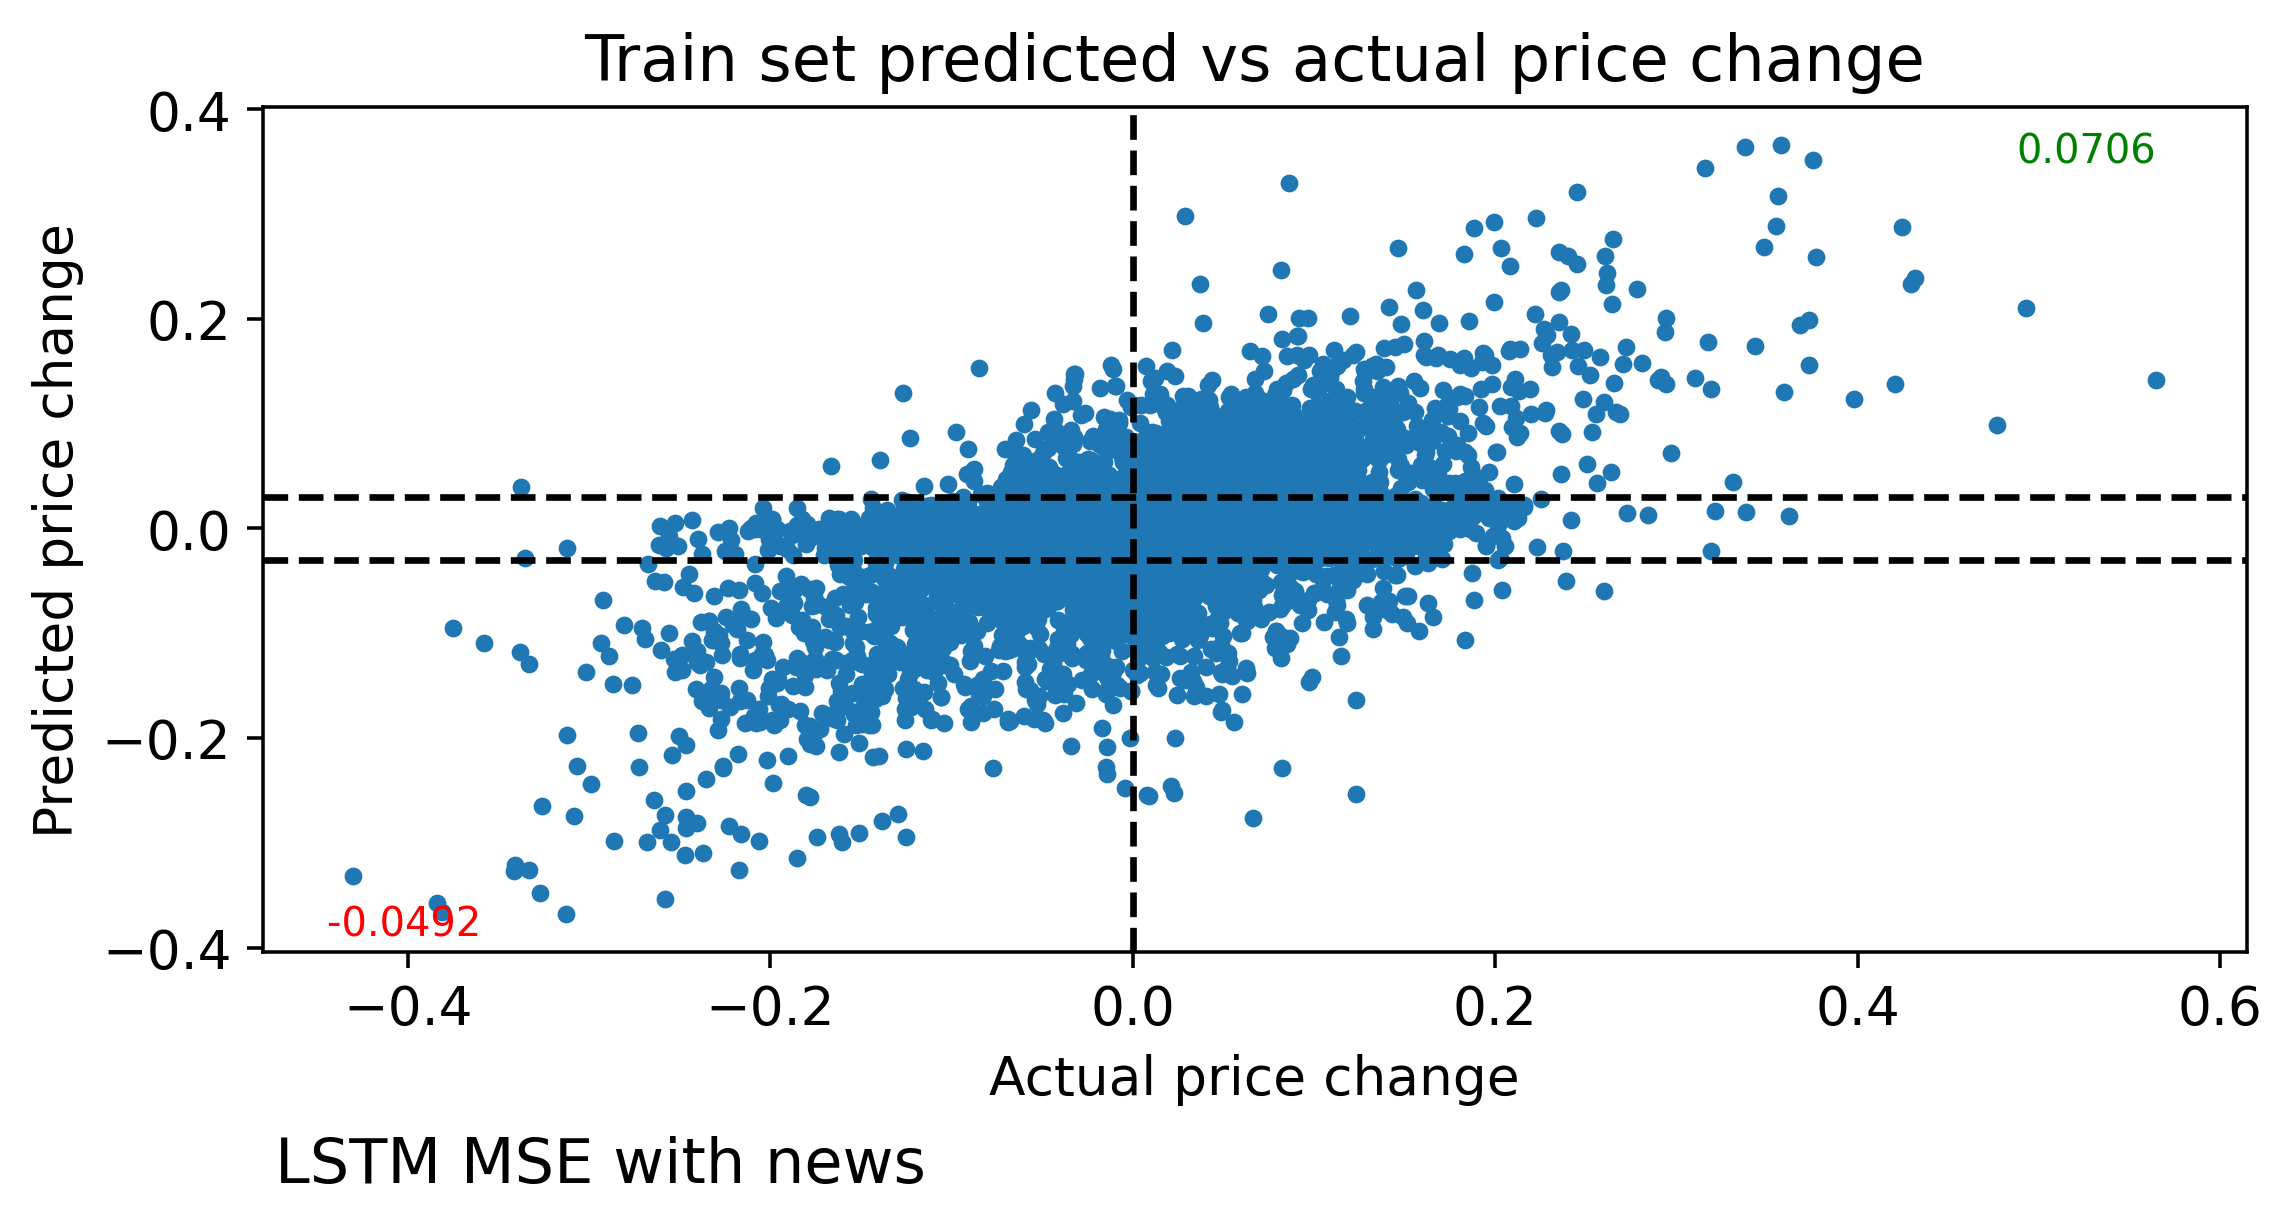 Train set predicted vs actual price change
0.4
0.2
0.0
−0.2
−0.4
Predicted price change
0.0706
-0.0492
−0.4 −0.2 0.0 0.2 0.4 0.6
Actual price change
LSTM MSE with news